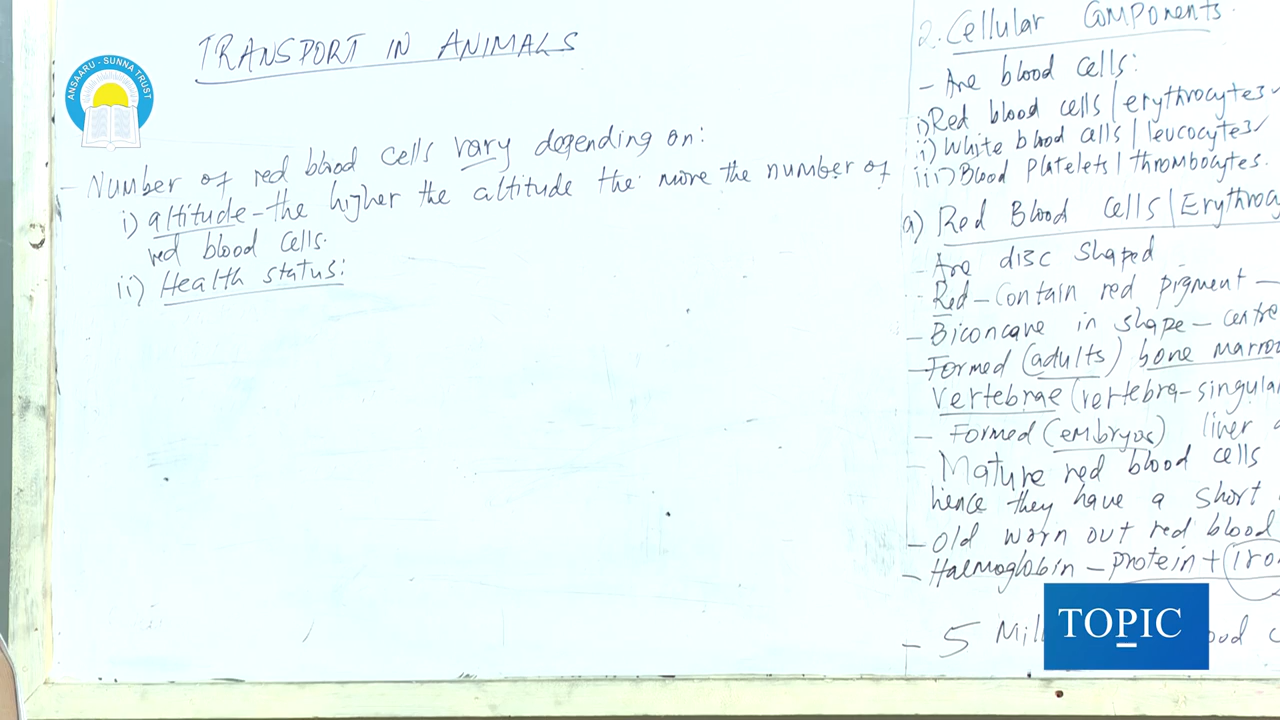 TRANSPORT IN ANIMALS
ANSAARU - SUNNA TRUST
- Number of red blood cells vary depending on:
i) altitude - the higher the altitude the more the number of
red blood cells.
ii) Health status:
2. Cellular Components.
- Are blood cells:
i) Red blood cells / erythrocytes
ii) White blood cells / leucocytes
iii) Blood Platelets / thrombocytes.
a) Red Blood Cells / Erythrocy
- Are disc shaped
- Red - Contain red pigment -
- Biconcave in shape - centre
- Formed (adults) bone marrow
vertebrae (vertebra - singular
- Formed (embryos) liver
- Mature red blood cells
hence they have a short
- Old worn out red blood
- Haemoglobin - protein + Iron
- 5 Mill
TOPIC